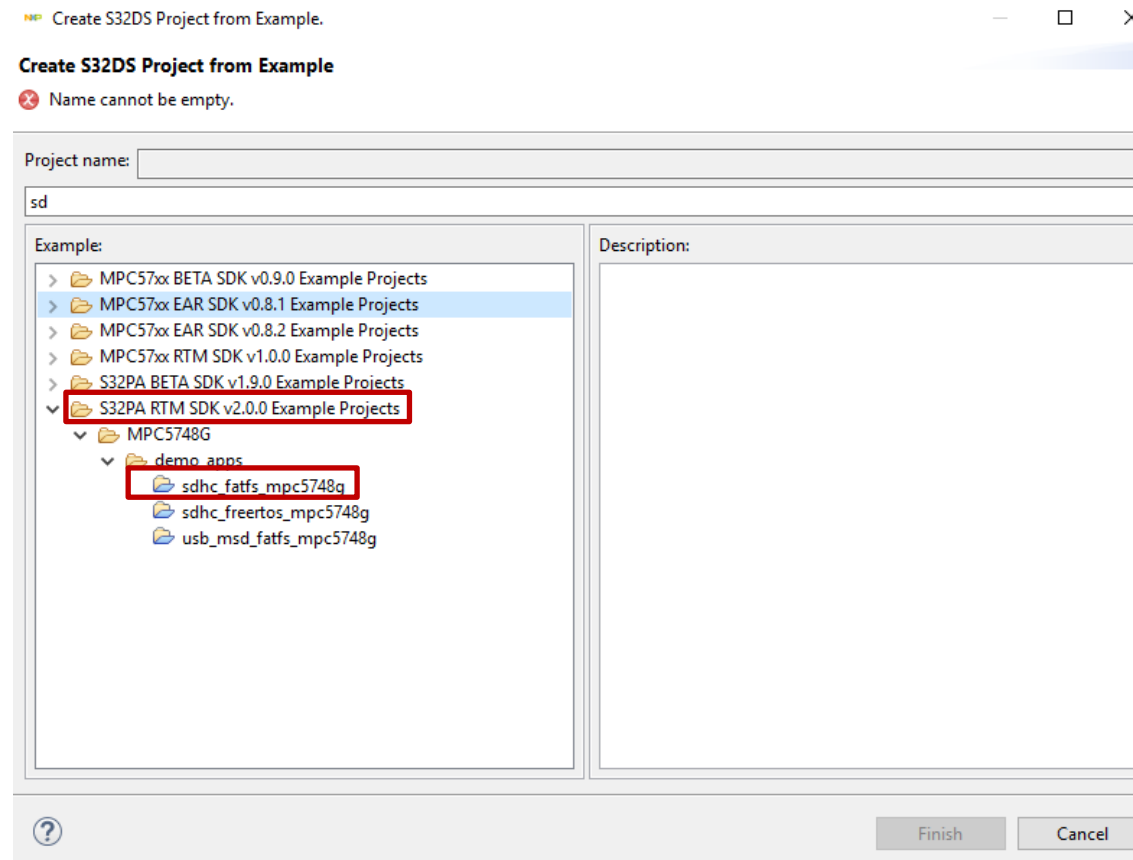 NXP Create S32DS Project from Example.
Create S32DS Project from Example
Name cannot be empty.
Project name:
sd
Example:
Description:
MPC57xx BETA SDK v0.9.0 Example Projects
MPC57xx EAR SDK v0.8.1 Example Projects
MPC57xx EAR SDK v0.8.2 Example Projects
MPC57xx RTM SDK v1.0.0 Example Projects
S32PA BETA SDK v1.9.0 Example Projects
S32PA RTM SDK v2.0.0 Example Projects
MPC5748G
demo_apps
sdhc_fatfs_mpc5748g
sdhc_freertos_mpc5748g
usb_msd_fatfs_mpc5748g
?
Finish
Cancel